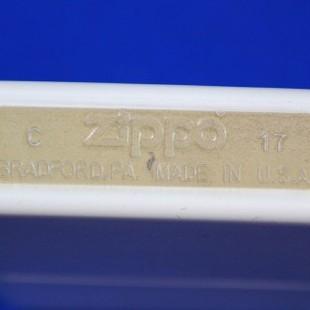 C Zippo 17
BRADFORD, PA. MADE IN U.S.A.